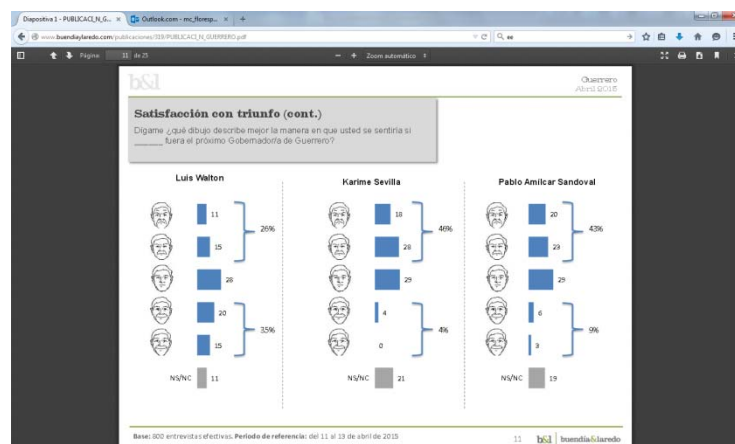 Diapositiva 1 - PUBLICACI_N_G...
Outlook.com - mc_floresp...
www.buendiaylaredo.com/publicaciones/319/PUBLICACI_N_GUERRERO.pdf
Página 11 de 25
Zoom automático
b&l
Guerrero
Abril 2015
Satisfacción con triunfo (cont.)
Dígame ¿qué dibujo describe mejor la manera en que usted se sentiría si
______ fuera el próximo Gobernador/a de Guerrero?
Luis Walton
11
15
26%
28
20
15
35%
NS/NC 11
Karime Sevilla
18
28
46%
29
4
0
4%
NS/NC 21
Pablo Amílcar Sandoval
20
23
43%
29
6
3
9%
NS/NC 19
Base: 800 entrevistas efectivas. Periodo de referencia: del 11 al 13 de abril de 2015
11 b&l buendía&laredo